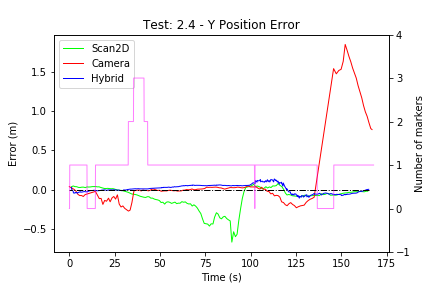 Test: 2.4 - Y Position Error
Scan2D
Camera
Hybrid
Error (m)
1.5
1.0
0.5
0.0
−0.5
4
3
2
1
0
−1
Number of markers
0 25 50 75 100 125 150 175
Time (s)